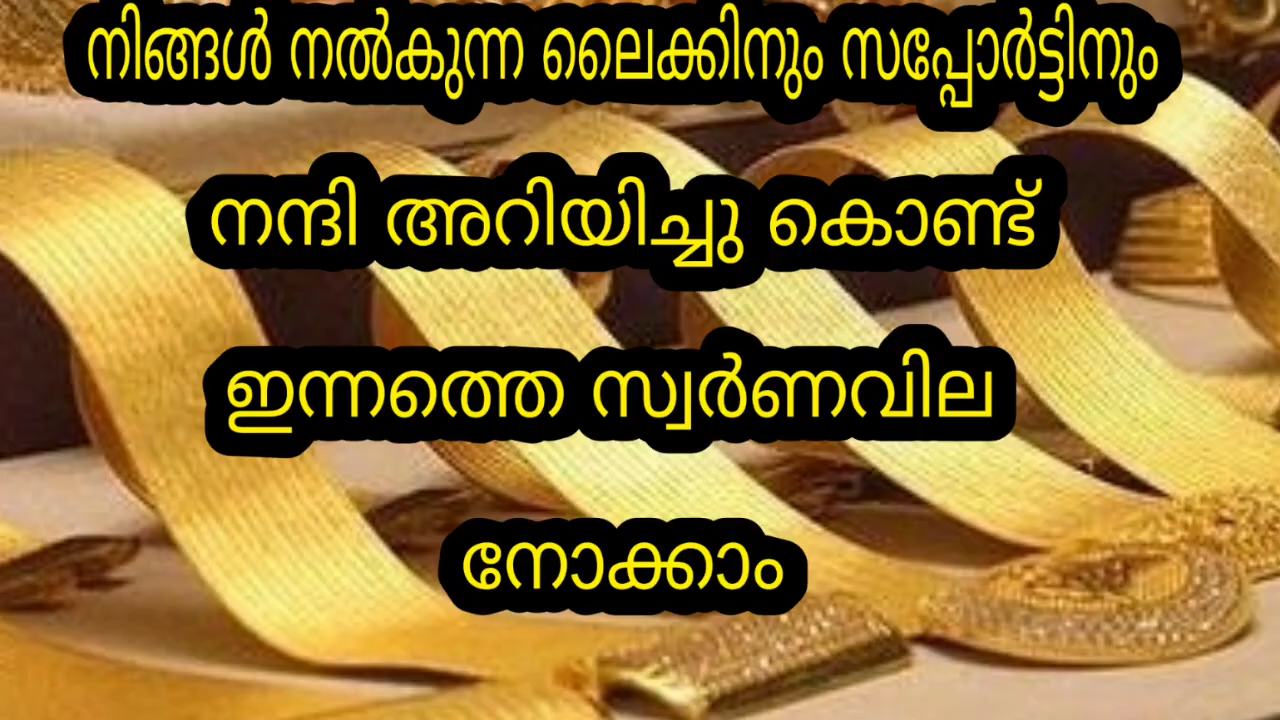 നിങ്ങൾ നൽകുന്ന ലൈക്കിനും സപ്പോർട്ടിനും
നന്ദി അറിയിച്ചു കൊണ്ട്
ഇന്നത്തെ സ്വർണവില
നോക്കാം